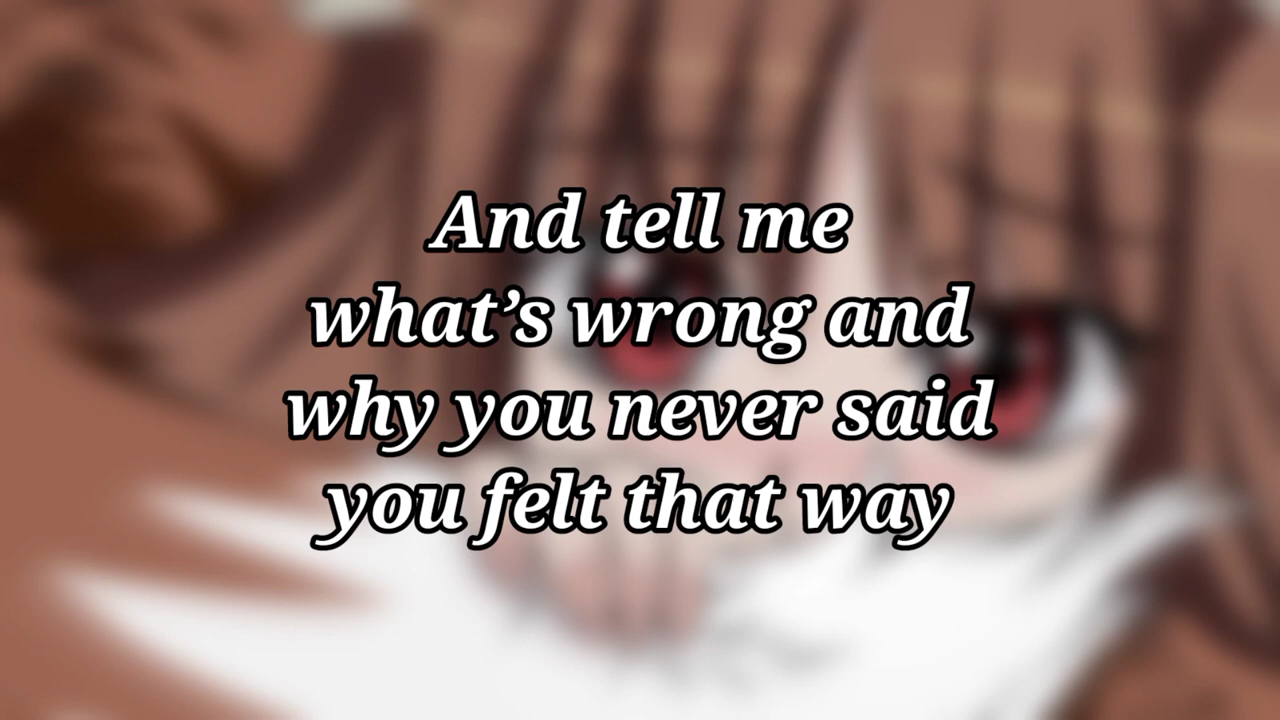 And tell me
what’s wrong and
why you never said
you felt that way